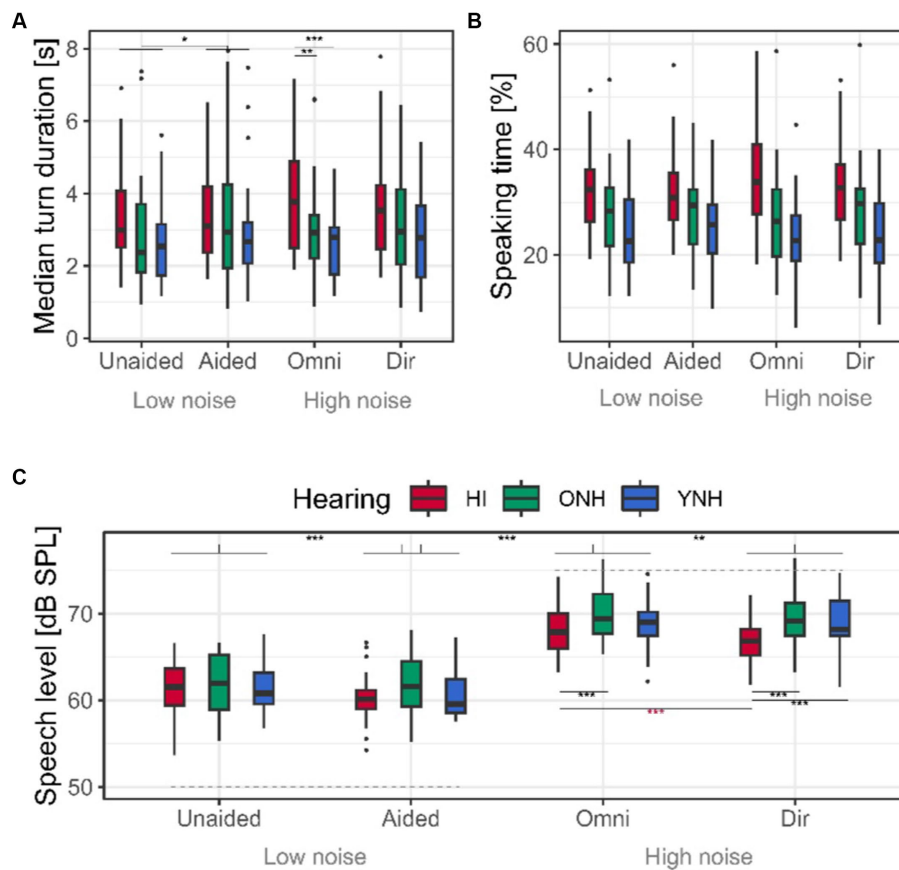 A
B
Median turn duration [s]
8
6
4
2
0
*
***
**
Unaided Aided Omni Dir
Low noise High noise
Speaking time [%]
60
40
20
Unaided Aided Omni Dir
Low noise High noise
C
Hearing HI ONH YNH
Speech level [dB SPL]
70
60
50
*** *** **
*** ***
*** ***
Unaided Aided Omni Dir
Low noise High noise